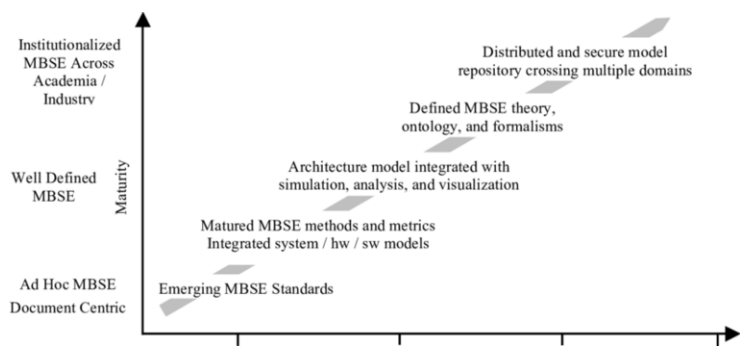 Institutionalized
MBSE Across
Academia /
Industry
Well Defined
MBSE
Ad Hoc MBSE
Document Centric
Maturity
Distributed and secure model
repository crossing multiple domains
Defined MBSE theory,
ontology, and formalisms
Architecture model integrated with
simulation, analysis, and visualization
Matured MBSE methods and metrics
Integrated system / hw / sw models
Emerging MBSE Standards